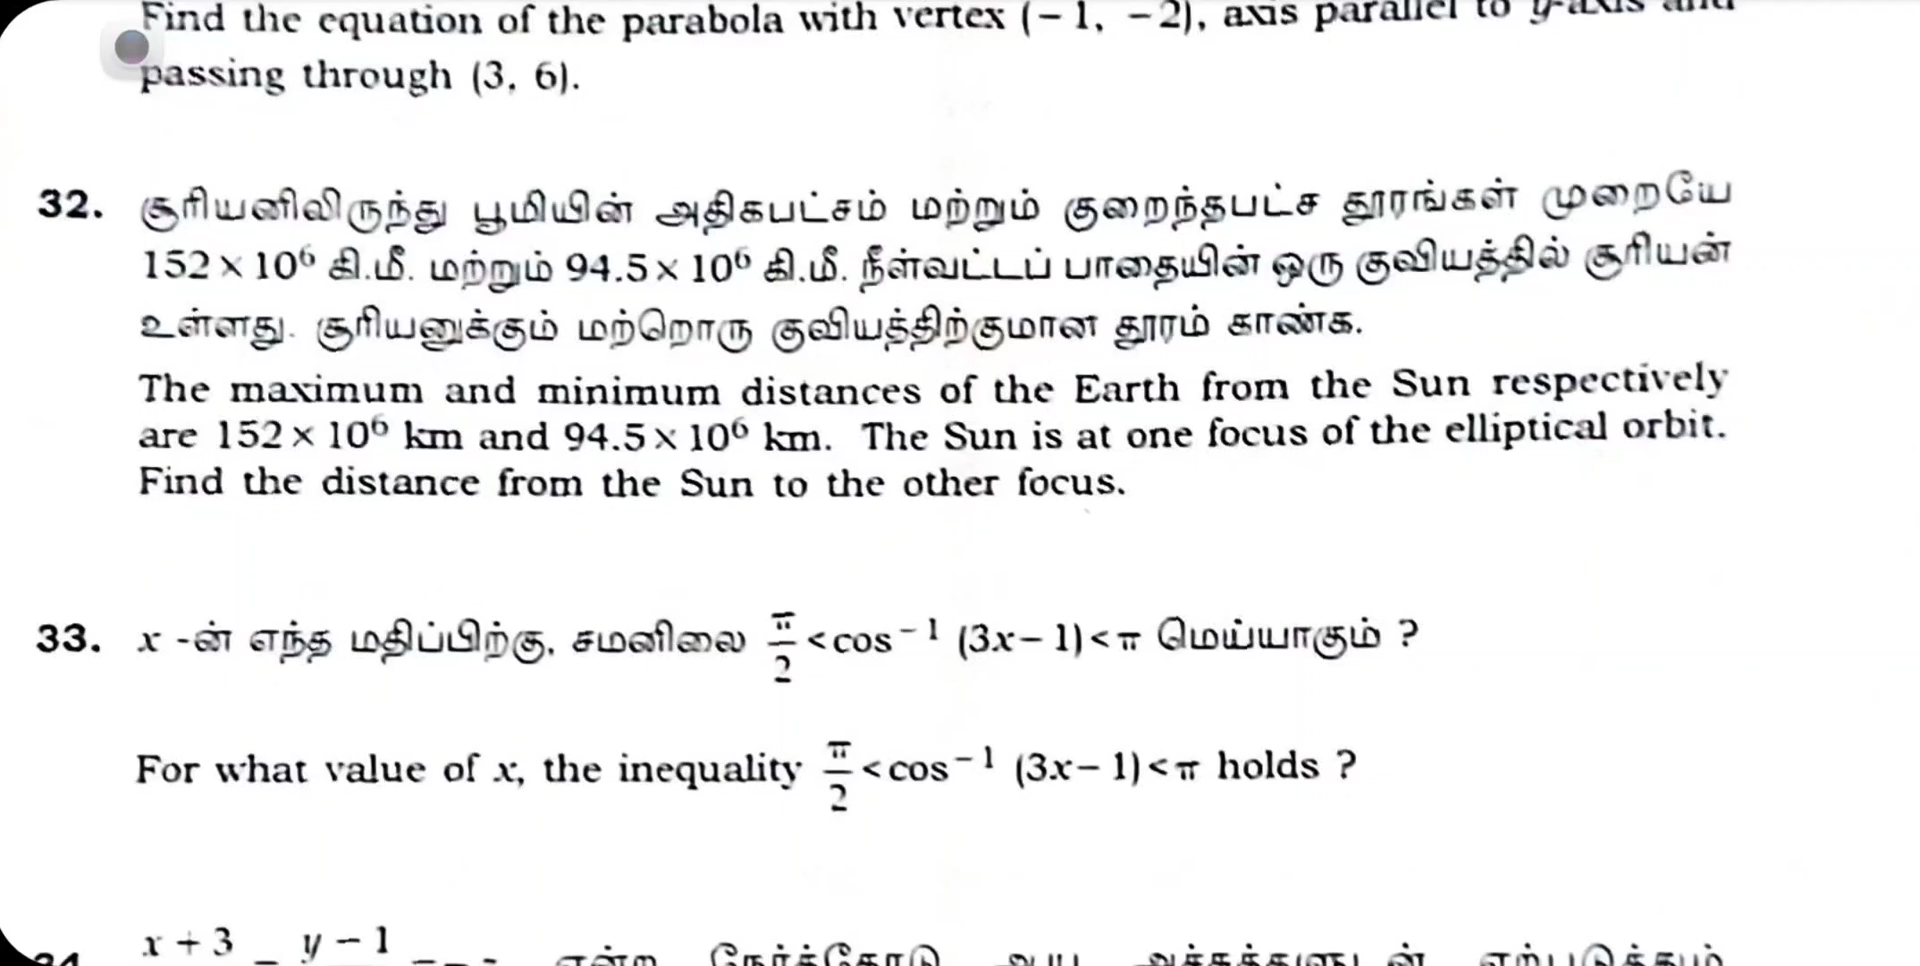 Find the equation of the parabola with vertex (− 1, − 2), axis parallel to y-axis and
passing through (3, 6).
32. சூரியனிலிருந்து பூமியின் அதிகபட்சம் மற்றும் குறைந்தபட்ச தூரங்கள் முறையே
152 × 10⁶ கி.மீ. மற்றும் 94.5 × 10⁶ கி.மீ. நீள்வட்டப் பாதையின் ஒரு குவியத்தில் சூரியன்
உள்ளது. சூரியனுக்கும் மற்றொரு குவியத்திற்குமான தூரம் காண்க.
The maximum and minimum distances of the Earth from the Sun respectively
are 152 × 10⁶ km and 94.5 × 10⁶ km. The Sun is at one focus of the elliptical orbit.
Find the distance from the Sun to the other focus.
33. x -ன் எந்த மதிப்பிற்கு, சமனிலை π/2 < cos⁻¹ (3x − 1) < π மெய்யாகும் ?
For what value of x, the inequality π/2 < cos⁻¹ (3x − 1) < π holds ?
x + 3 y − 1